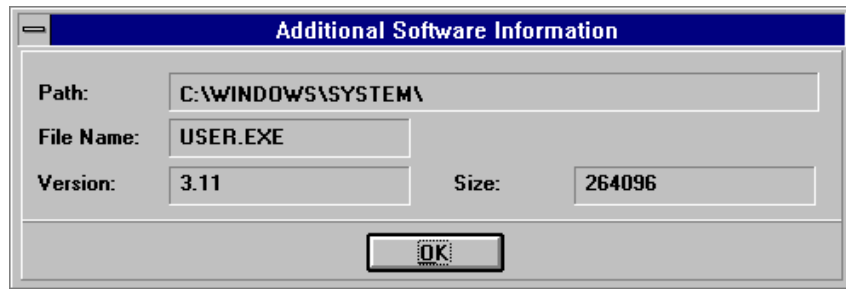 Additional Software Information
Path: C:\WINDOWS\SYSTEM\
File Name: USER.EXE
Version: 3.11 Size: 264096
OK